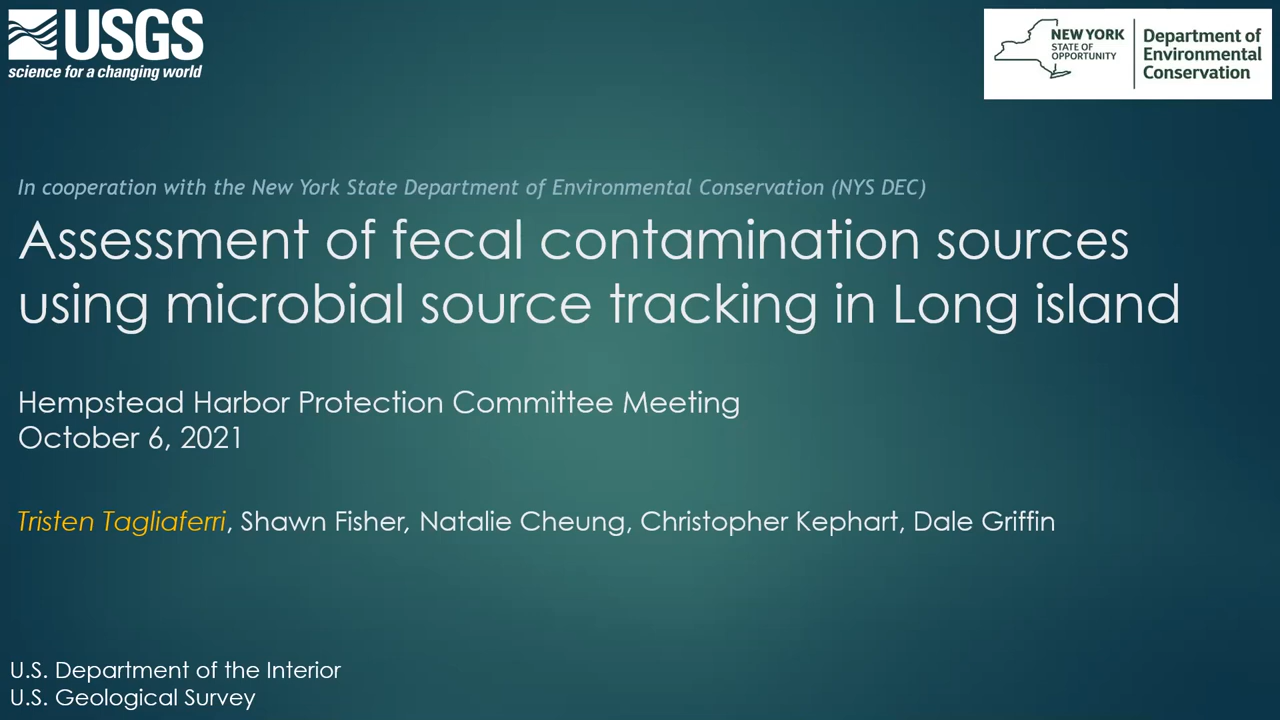 USGS
science for a changing world
NEW YORK
STATE OF
OPPORTUNITY
Department of
Environmental
Conservation
In cooperation with the New York State Department of Environmental Conservation (NYS DEC)
Assessment of fecal contamination sources
using microbial source tracking in Long island
Hempstead Harbor Protection Committee Meeting
October 6, 2021
Tristen Tagliaferri, Shawn Fisher, Natalie Cheung, Christopher Kephart, Dale Griffin
U.S. Department of the Interior
U.S. Geological Survey